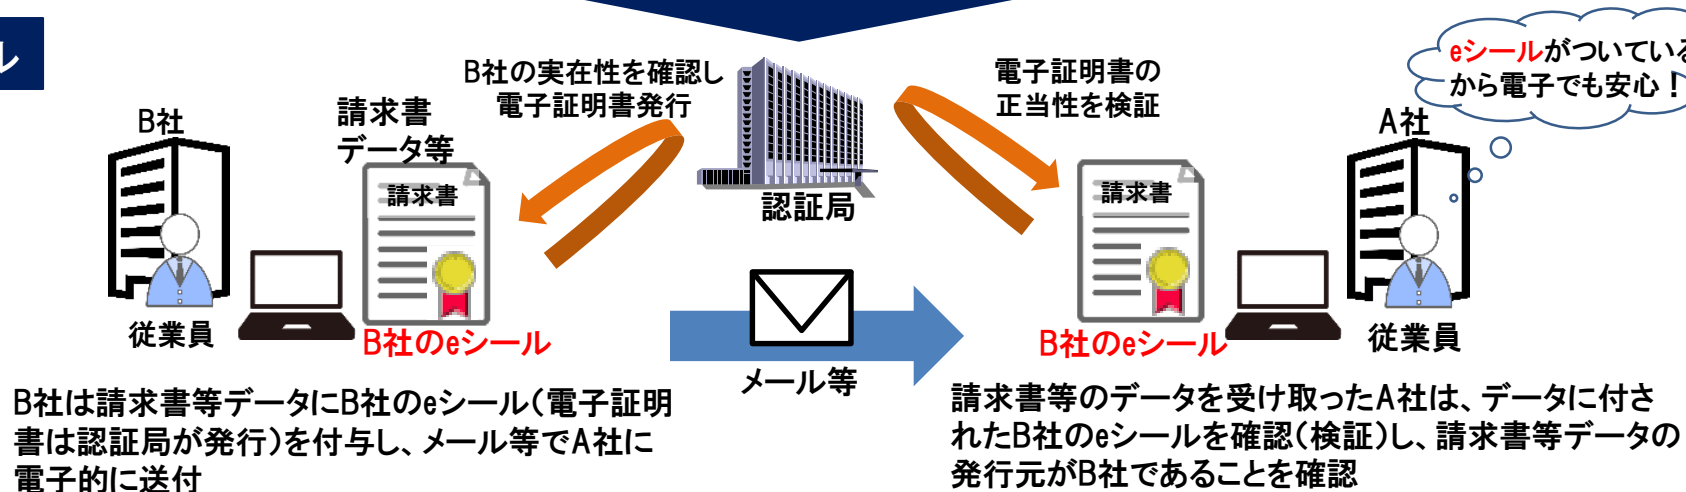 ル
B社の実在性を確認し
電子証明書発行
電子証明書の
正当性を検証
eシールがついている
から電子でも安心！
B社
請求書
データ等
請求書
認証局
請求書
A社
従業員
B社のeシール
メール等
B社のeシール
従業員
B社は請求書等データにB社のeシール（電子証明
書は認証局が発行）を付与し、メール等でA社に
電子的に送付
請求書等のデータを受け取ったA社は、データに付さ
れたB社のeシールを確認（検証）し、請求書等データの
発行元がB社であることを確認